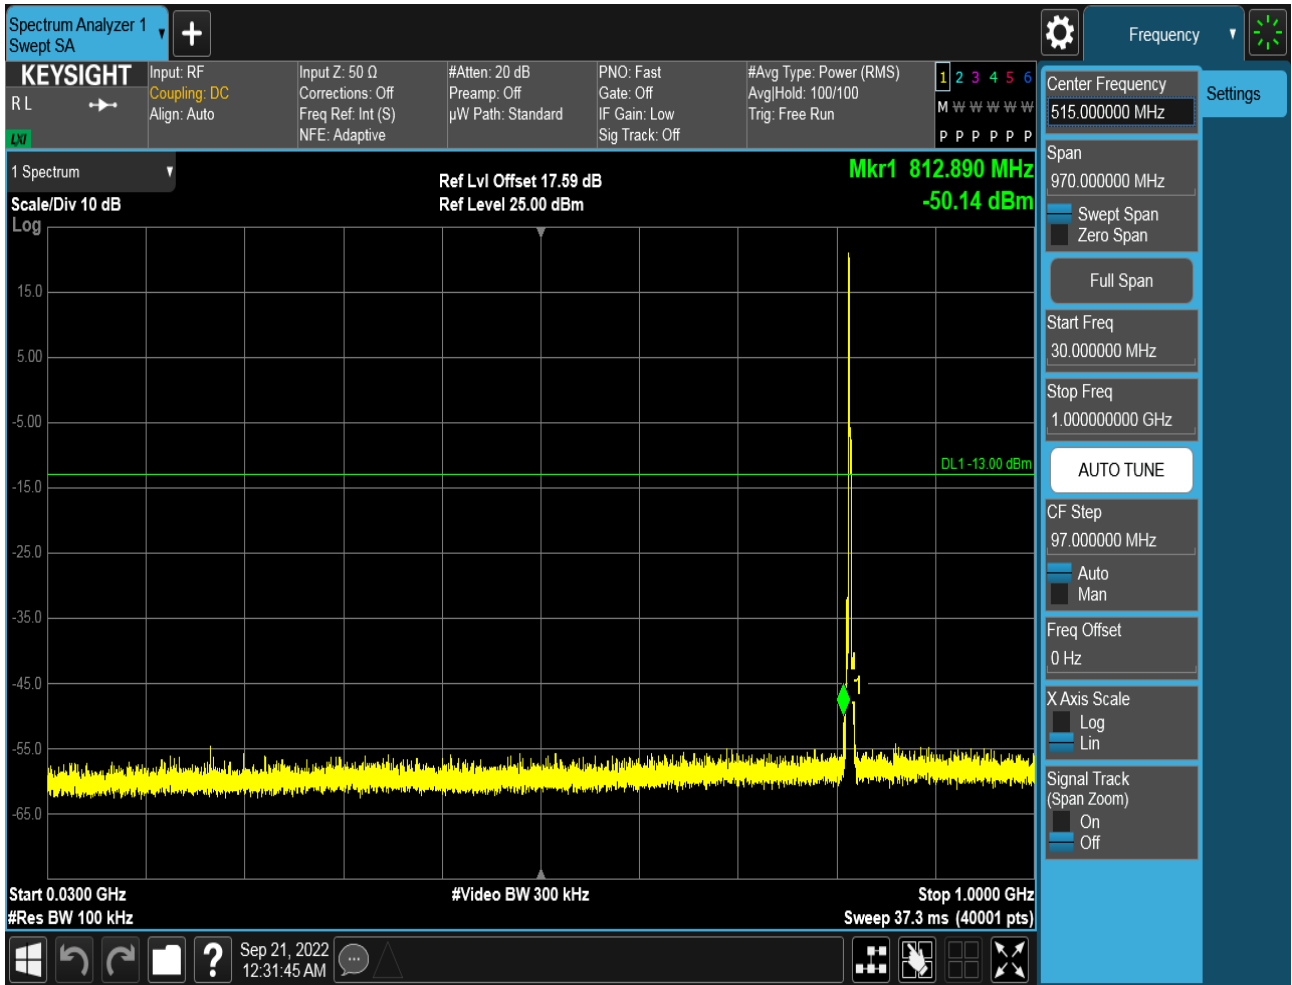 Spectrum Analyzer 1
Swept SA
Frequency
KEYSIGHT
R L
LXI
Input: RF
Coupling: DC
Align: Auto
Input Z: 50 Ω
Corrections: Off
Freq Ref: Int (S)
NFE: Adaptive
#Atten: 20 dB
Preamp: Off
µW Path: Standard
PNO: Fast
Gate: Off
IF Gain: Low
Sig Track: Off
#Avg Type: Power (RMS)
Avg|Hold: 100/100
Trig: Free Run
1 2 3 4 5 6
M W W W W W
P P P P P P
1 Spectrum
Scale/Div 10 dB
Log
Ref Lvl Offset 17.59 dB
Ref Level 25.00 dBm
Mkr1 812.890 MHz
-50.14 dBm
15.0
5.00
-5.00
-15.0
-25.0
-35.0
-45.0
-55.0
-65.0
DL1 -13.00 dBm
1
Start 0.0300 GHz
#Res BW 100 kHz
#Video BW 300 kHz
Stop 1.0000 GHz
Sweep 37.3 ms (40001 pts)
Center Frequency
515.000000 MHz
Settings
Span
970.000000 MHz
Swept Span
Zero Span
Full Span
Start Freq
30.000000 MHz
Stop Freq
1.000000000 GHz
AUTO TUNE
CF Step
97.000000 MHz
Auto
Man
Freq Offset
0 Hz
X Axis Scale
Log
Lin
Signal Track
(Span Zoom)
On
Off
?
Sep 21, 2022
12:31:45 AM